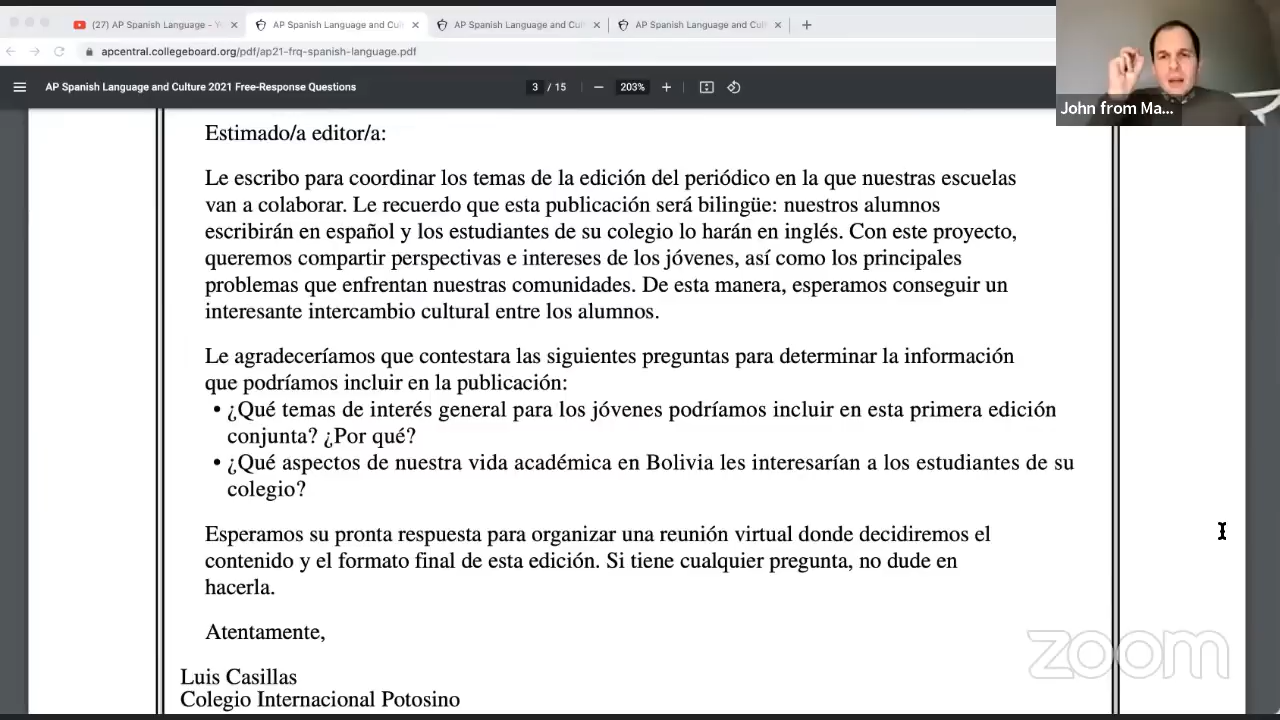 (27) AP Spanish Language - Y
AP Spanish Language and Cul
AP Spanish Language and Cul
AP Spanish Language and Cul
apcentral.collegeboard.org/pdf/ap21-frq-spanish-language.pdf
AP Spanish Language and Culture 2021 Free-Response Questions
3 / 15
203%
John from Ma...
Estimado/a editor/a:
Le escribo para coordinar los temas de la edición del periódico en la que nuestras escuelas
van a colaborar. Le recuerdo que esta publicación será bilingüe: nuestros alumnos
escribirán en español y los estudiantes de su colegio lo harán en inglés. Con este proyecto,
queremos compartir perspectivas e intereses de los jóvenes, así como los principales
problemas que enfrentan nuestras comunidades. De esta manera, esperamos conseguir un
interesante intercambio cultural entre los alumnos.
Le agradeceríamos que contestara las siguientes preguntas para determinar la información
que podríamos incluir en la publicación:
• ¿Qué temas de interés general para los jóvenes podríamos incluir en esta primera edición
conjunta? ¿Por qué?
• ¿Qué aspectos de nuestra vida académica en Bolivia les interesarían a los estudiantes de su
colegio?
Esperamos su pronta respuesta para organizar una reunión virtual donde decidiremos el
contenido y el formato final de esta edición. Si tiene cualquier pregunta, no dude en
hacerla.
Atentamente,
Luis Casillas
Colegio Internacional Potosino
zoom